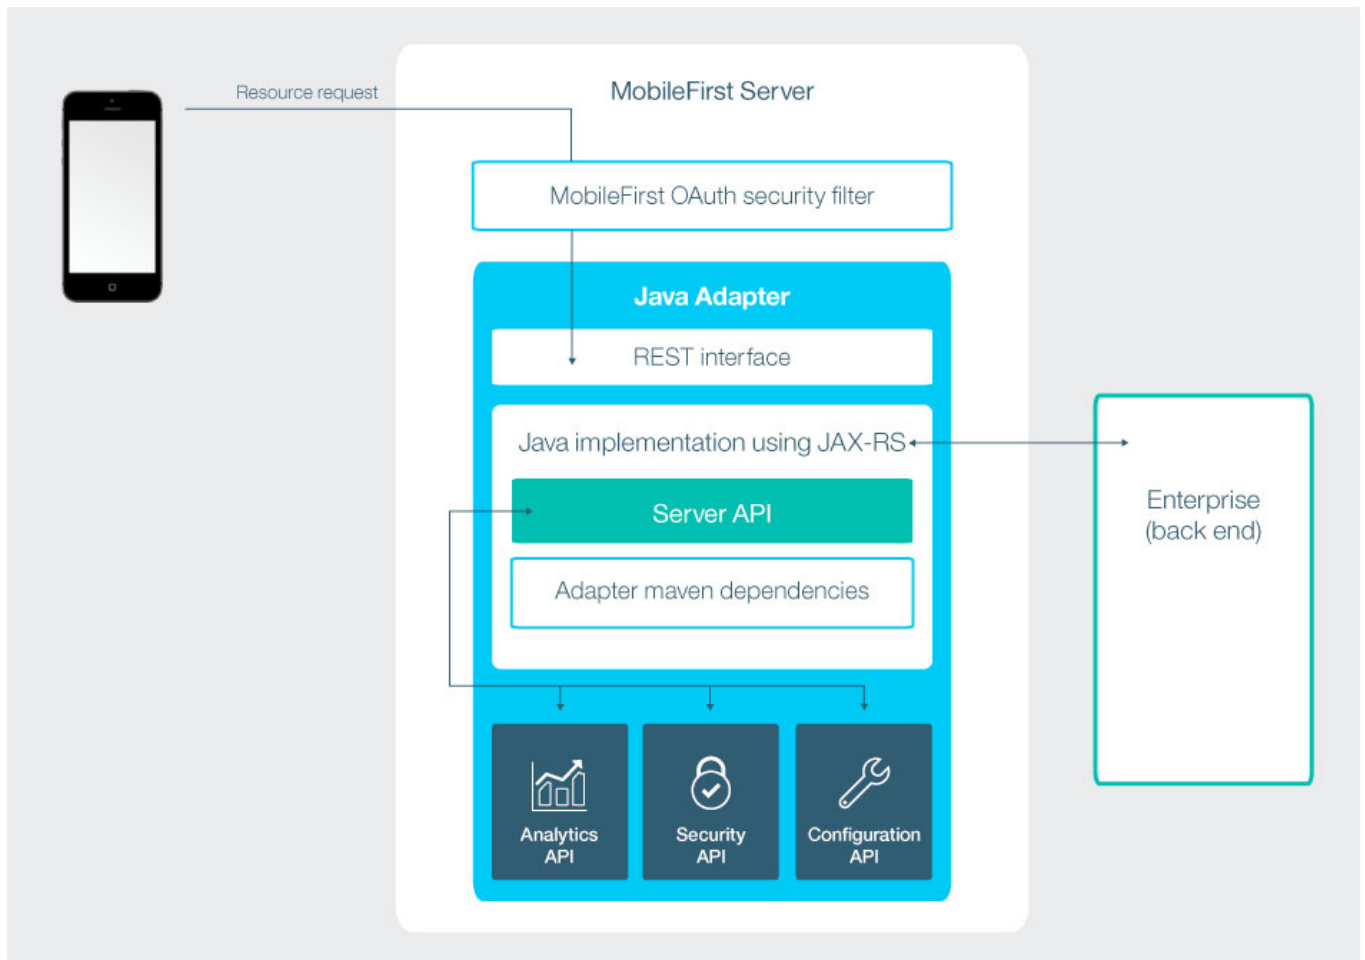 Resource request
MobileFirst Server
MobileFirst OAuth security filter
Java Adapter
REST interface
Java implementation using JAX-RS
Server API
Adapter maven dependencies
Enterprise
(back end)
Analytics
API
Security
API
Configuration
API